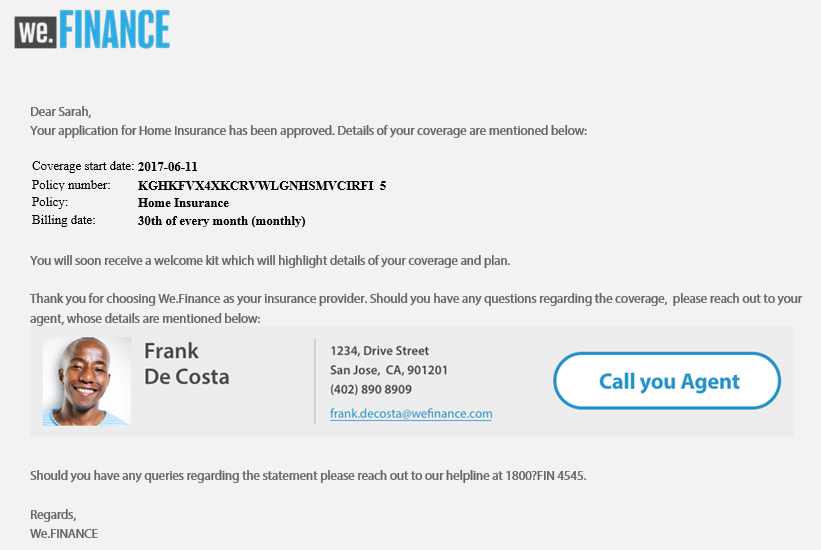 we.FINANCE
Dear Sarah,
Your application for Home Insurance has been approved. Details of your coverage are mentioned below:
Coverage start date: 2017-06-11
Policy number: KGHKFVX4XKCRVWLGNHSMVCIRFI 5
Policy: Home Insurance
Billing date: 30th of every month (monthly)
You will soon receive a welcome kit which will highlight details of your coverage and plan.
Thank you for choosing We.Finance as your insurance provider. Should you have any questions regarding the coverage, please reach out to your
agent, whose details are mentioned below:
Frank
De Costa
1234, Drive Street
San Jose, CA, 901201
(402) 890 8909
frank.decosta@wefinance.com
Call you Agent
Should you have any queries regarding the statement please reach out to our helpline at 1800?FIN 4545.
Regards,
We.FINANCE